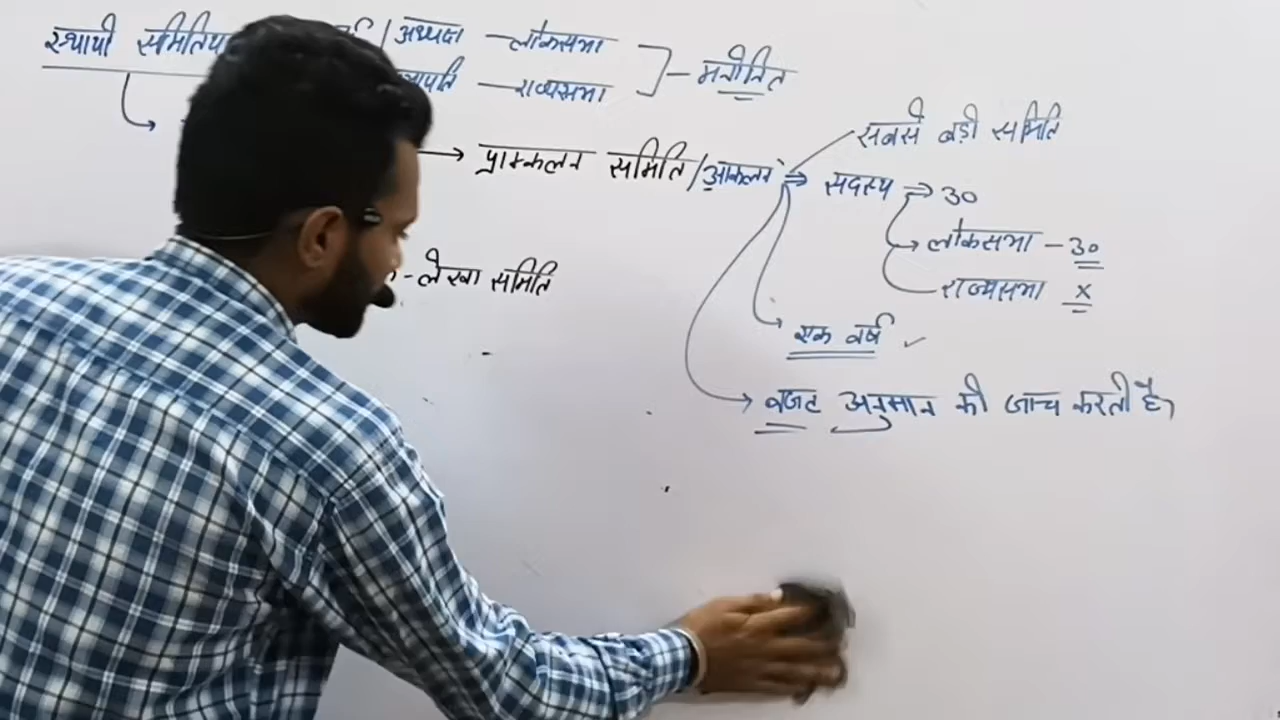 स्थायी समितिया / अध्यक्ष - लोकसभा
राज्यसभा ] - मनोनित
→ प्राक्कलन समिति / आकलन ⇒ सदस्य ⇒ 30
सबसे बड़ी समिति
लोकसभा - 30
राज्यसभा x
- लेखा समिति
एक वर्ष ✓
बजट अनुमान की जाच करती है,